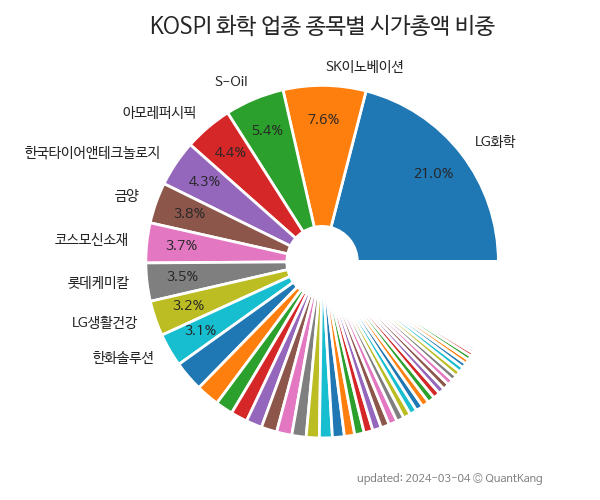 KOSPI 화학 업종 종목별 시가총액 비중
SK이노베이션
S-Oil
아모레퍼시픽
한국타이어앤테크놀로지
금양
코스모신소재
롯데케미칼
LG생활건강
한화솔루션
LG화학
7.6%
5.4%
4.4%
4.3%
3.8%
3.7%
3.5%
3.2%
3.1%
21.0%
updated: 2024-03-04 © QuantKang